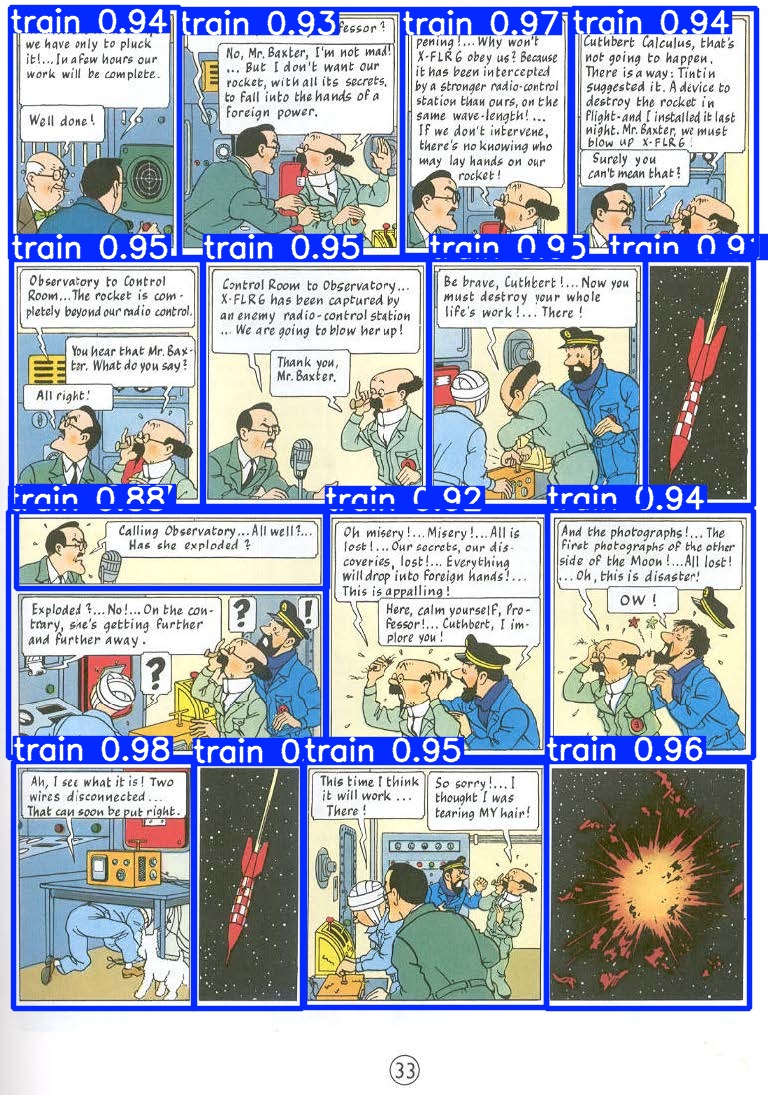 train 0.94
we have only to pluck
it!... In a few hours our
work will be complete.
Well done!
train 0.93
fessor?
No, Mr. Baxter, I'm not mad!
... But I don't want our
rocket, with all its secrets,
to fall into the hands of a
foreign power.
train 0.97
pening!... Why won't
X-FLR6 obey us? Because
it has been intercepted
by a stronger radio-control
station than ours, on the
same wave-length!...
If we don't intervene,
there's no knowing who
may lay hands on our
rocket!
train 0.94
Cuthbert Calculus, that's
not going to happen.
There is a way: Tintin
suggested it. A device to
destroy the rocket in
flight-and I installed it last
night. Mr. Baxter, we must
blow up X-FLR6!
Surely you
can't mean that?
train 0.95
Observatory to Control
Room... The rocket is com-
pletely beyond our radio control.
You hear that Mr. Bax-
ter. What do you say?
All right!
train 0.95
Control Room to Observatory...
X-FLR6 has been captured by
an enemy radio-control station
... We are going to blow her up!
Thank you,
Mr. Baxter.
train 0.95
Be brave, Cuthbert!... Now you
must destroy your whole
life's work!... There!
train 0.91
train 0.88
Calling Observatory... All well?...
Has she exploded?
Exploded?... No!... On the con-
trary, she's getting further
and further away.
?
!
?
train 0.92
Oh misery!... Misery!... All is
lost!... Our secrets, our dis-
coveries, lost!... Everything
will drop into foreign hands!...
This is appalling!
Here, calm yourself, Pro-
fessor!... Cuthbert, I im-
plore you!
train 0.94
And the photographs!... The
first photographs of the other
side of the Moon!... All lost!
... Oh, this is disaster!
OW!
train 0.98
Ah, I see what it is! Two
wires disconnected...
That can soon be put right.
train 0
train 0.95
This time I think
it will work...
There!
So sorry!... I
thought I was
tearing MY hair!
train 0.96
33